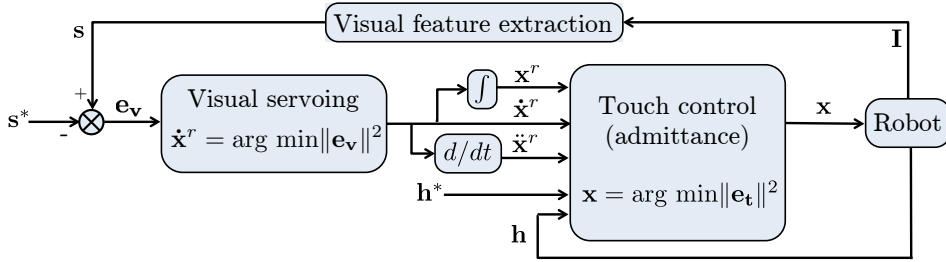 Visual feature extraction
s
I
+
s*
-
e_v
Visual servoing
ẋ^r = arg min‖e_v‖²
∫
x^r
ẋ^r
d/dt
ẍ^r
h*
h
Touch control
(admittance)
x = arg min‖e_t‖²
x
Robot